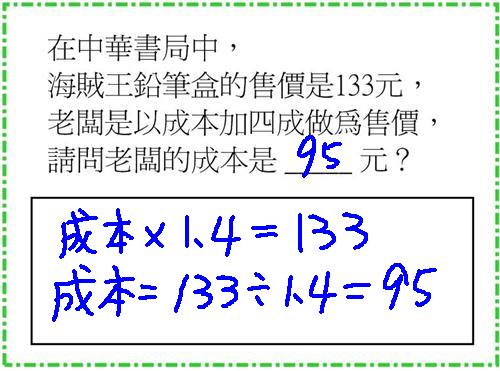 在中華書局中，
海賊王鉛筆盒的售價是133元，
老闆是以成本加四成做為售價，
請問老闆的成本是 95 元？
成本×1.4=133
成本=133÷1.4=95